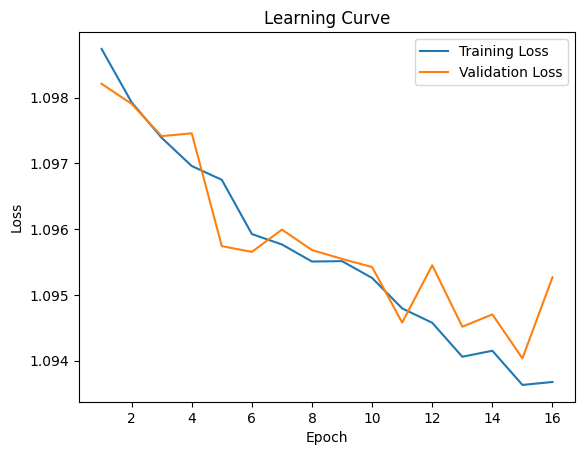 Learning Curve
Training Loss
Validation Loss
1.098
1.097
1.096
1.095
1.094
Loss
2 4 6 8 10 12 14 16
Epoch